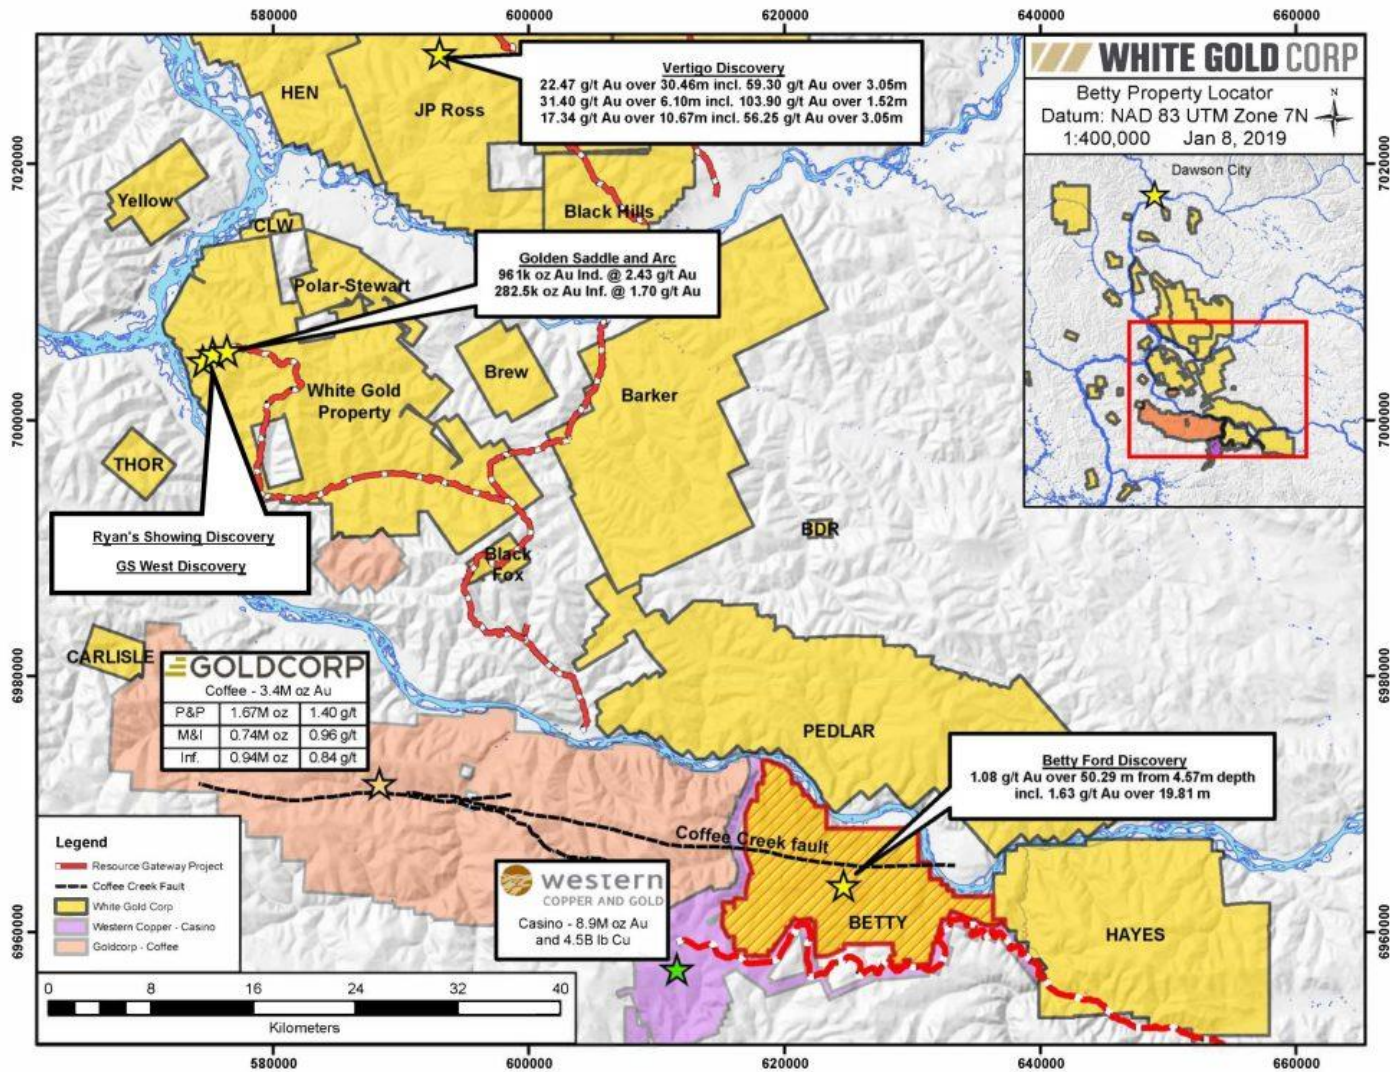 580000
600000
620000
640000
660000
WHITE GOLD CORP
Betty Property Locator
Datum: NAD 83 UTM Zone 7N
N
1:400,000 Jan 8, 2019
Dawson City
Vertigo Discovery
22.47 g/t Au over 30.46m incl. 59.30 g/t Au over 3.05m
31.40 g/t Au over 6.10m incl. 103.90 g/t Au over 1.52m
17.34 g/t Au over 10.67m incl. 56.25 g/t Au over 3.05m
HEN
JP Ross
7020000
7020000
Yellow
CLW
Black Hills
Golden Saddle and Arc
961k oz Au Ind. @ 2.43 g/t Au
282.5k oz Au Inf. @ 1.70 g/t Au
Polar-Stewart
Brew
White Gold
Property
Barker
7000000
7000000
THOR
Ryan's Showing Discovery
GS West Discovery
BDR
Black
Fox
CARLISLE
6980000
6980000
GOLDCORP
Coffee - 3.4M oz Au
P&P 1.67M oz 1.40 g/t
M&I 0.74M oz 0.96 g/t
Inf. 0.94M oz 0.84 g/t
PEDLAR
Betty Ford Discovery
1.08 g/t Au over 50.29 m from 4.57m depth
incl. 1.63 g/t Au over 19.81 m
Coffee Creek fault
western
COPPER AND GOLD
Casino - 8.9M oz Au
and 4.5B lb Cu
BETTY
HAYES
6960000
6960000
Legend
Resource Gateway Project
Coffee Creek Fault
White Gold Corp
Western Copper - Casino
Goldcorp - Coffee
0 8 16 24 32 40
Kilometers
580000
600000
620000
640000
660000